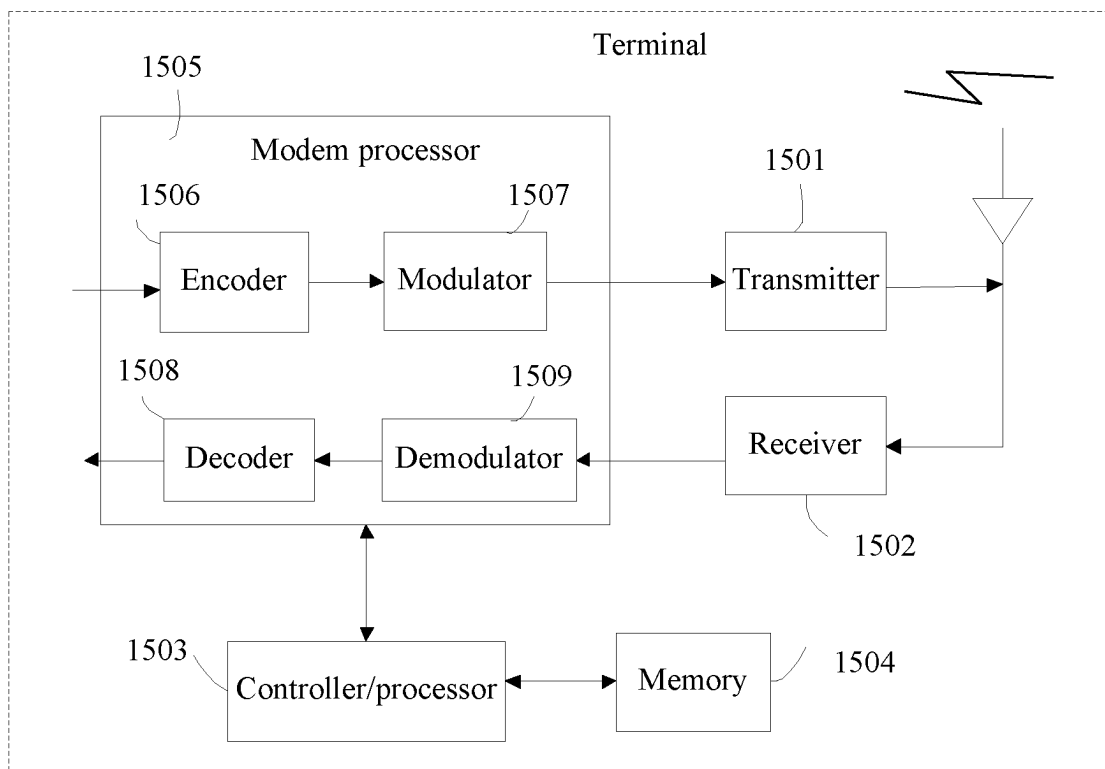 Terminal
1505
Modem processor
1501
1506
1507
Encoder
Modulator
Transmitter
1508
1509
Decoder
Demodulator
Receiver
1502
1503
1504
Controller/processor
Memory